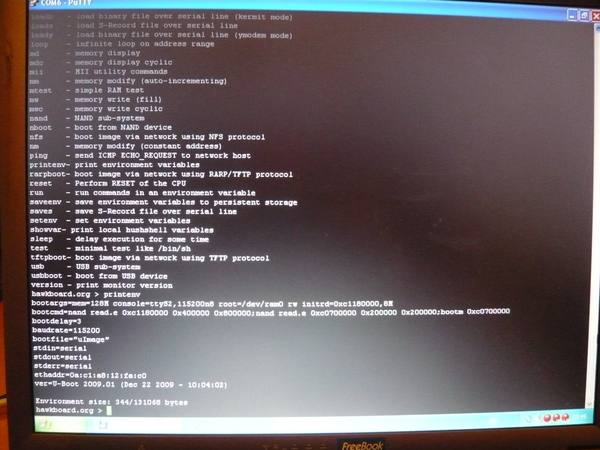 COM6 - PuTTY
loadb - load binary file over serial line (kermit mode)
loads - load S-Record file over serial line
loady - load binary file over serial line (ymodem mode)
loop - infinite loop on address range
md - memory display
mdc - memory display cyclic
mii - MII utility commands
mm - memory modify (auto-incrementing)
mtest - simple RAM test
mw - memory write (fill)
mwc - memory write cyclic
nand - NAND sub-system
nboot - boot from NAND device
nfs - boot image via network using NFS protocol
nm - memory modify (constant address)
ping - send ICMP ECHO_REQUEST to network host
printenv- print environment variables
rarpboot- boot image via network using RARP/TFTP protocol
reset - Perform RESET of the CPU
run - run commands in an environment variable
saveenv - save environment variables to persistent storage
saves - save S-Record file over serial line
setenv - set environment variables
showvar- print local hushshell variables
sleep - delay execution for some time
test - minimal test like /bin/sh
tftpboot- boot image via network using TFTP protocol
usb - USB sub-system
usbboot - boot from USB device
version - print monitor version
hawkboard.org > printenv
bootargs=mem=128M console=ttyS2,115200n8 root=/dev/ram0 rw initrd=0xc1180000,8M
bootcmd=nand read.e 0xc1180000 0x400000 0x800000;nand read.e 0xc0700000 0x200000 0x200000;bootm 0xc0700000
bootdelay=3
baudrate=115200
bootfile="uImage"
stdin=serial
stdout=serial
stderr=serial
ethaddr=0a:c1:a8:12:fa:c0
ver=U-Boot 2009.01 (Dec 22 2009 - 10:04:02)
Environment size: 344/131068 bytes
hawkboard.org >
FreeBook